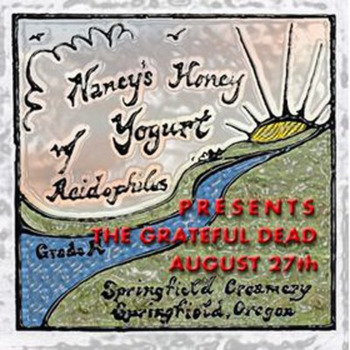 Nancy's Honey
Yogurt
w/
Acidophilus
PRESENTS
THE GRATEFUL DEAD
Grade A
AUGUST 27th
Springfield Creamery
Springfield, Oregon